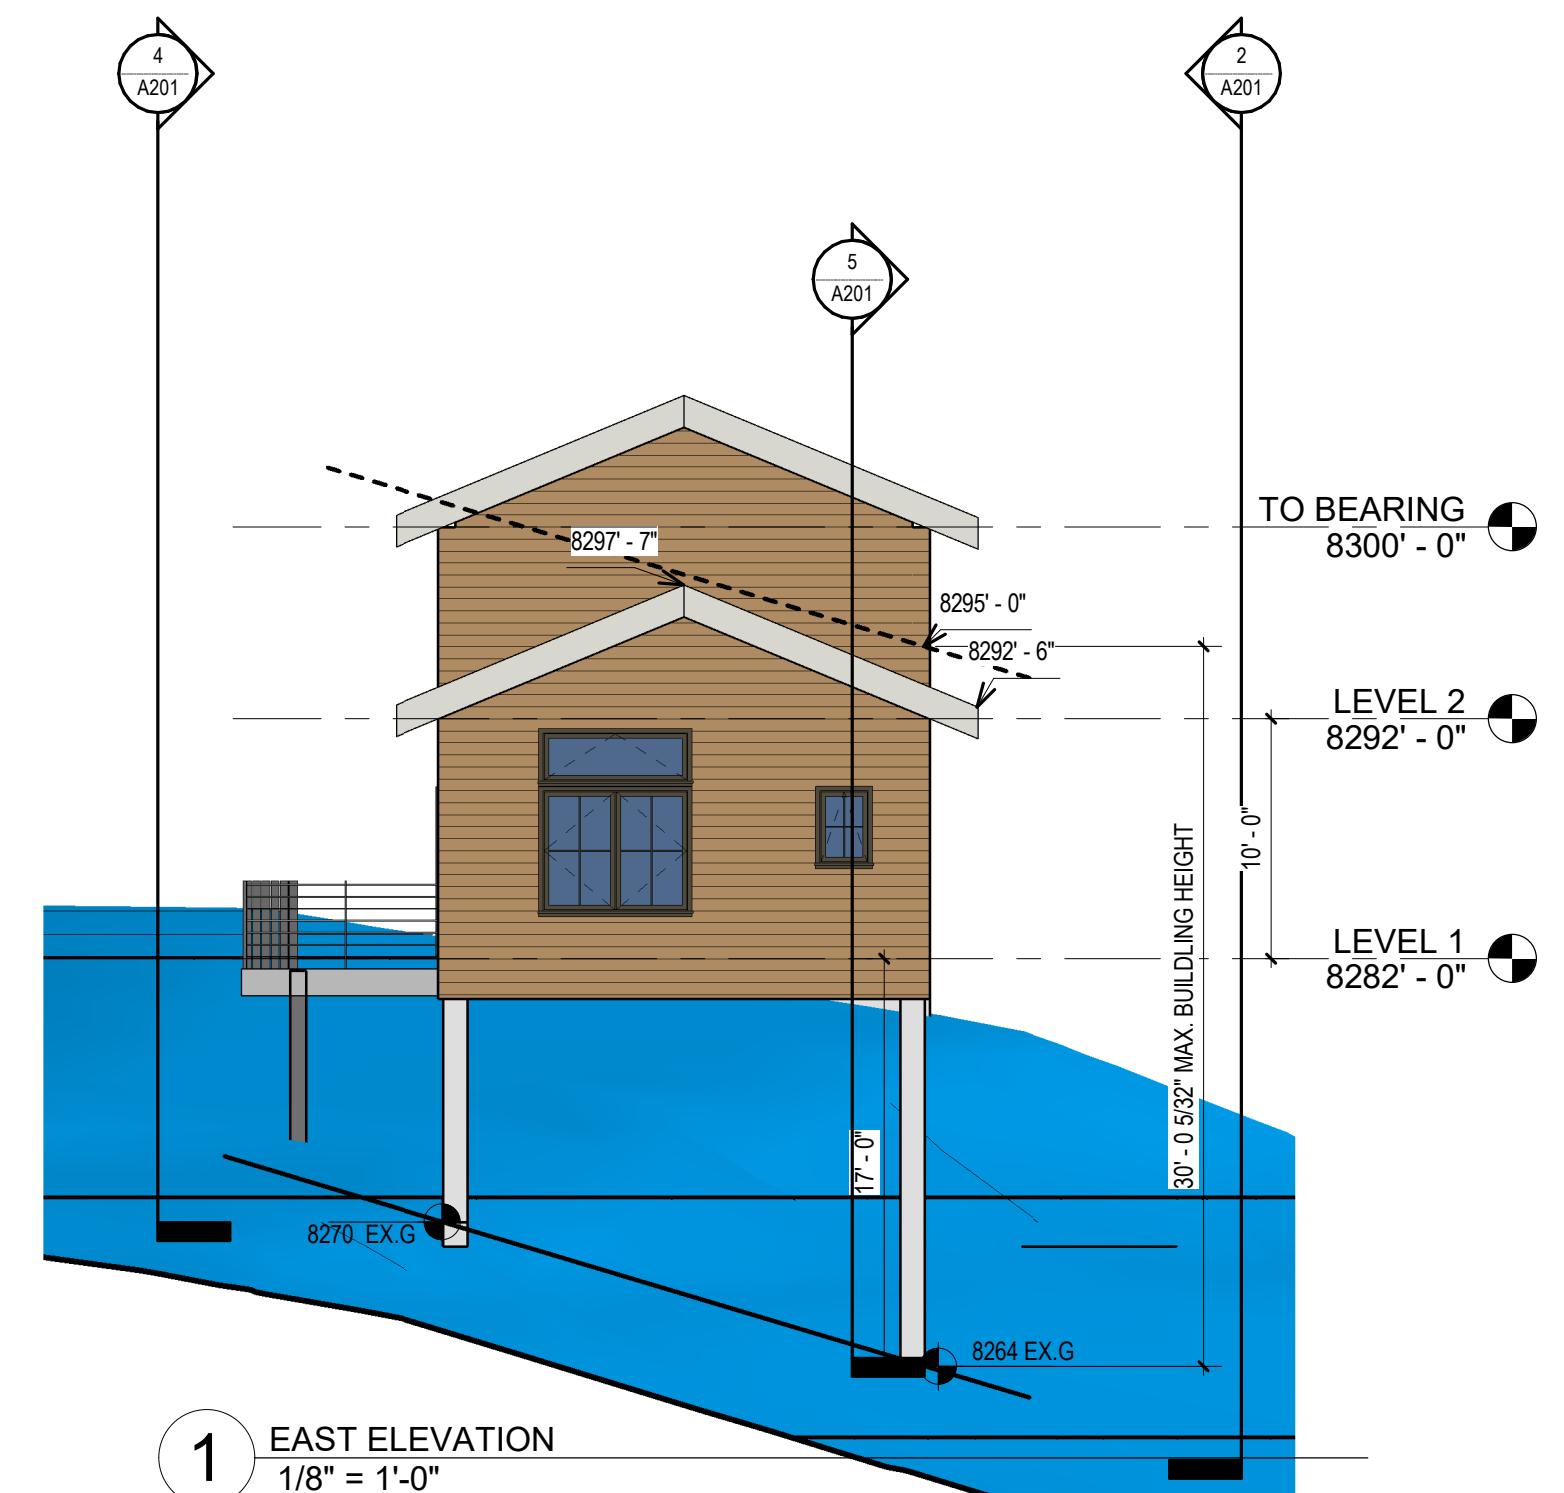 4
A201
2
A201
5
A201
TO BEARING
8300' - 0"
8297' - 7"
8295' - 0"
8292' - 6"
LEVEL 2
8292' - 0"
10' - 0"
30' - 0 5/32" MAX. BUILDLING HEIGHT
LEVEL 1
8282' - 0"
17' - 0"
8270 EX.G
8264 EX.G
1
EAST ELEVATION
1/8" = 1'-0"